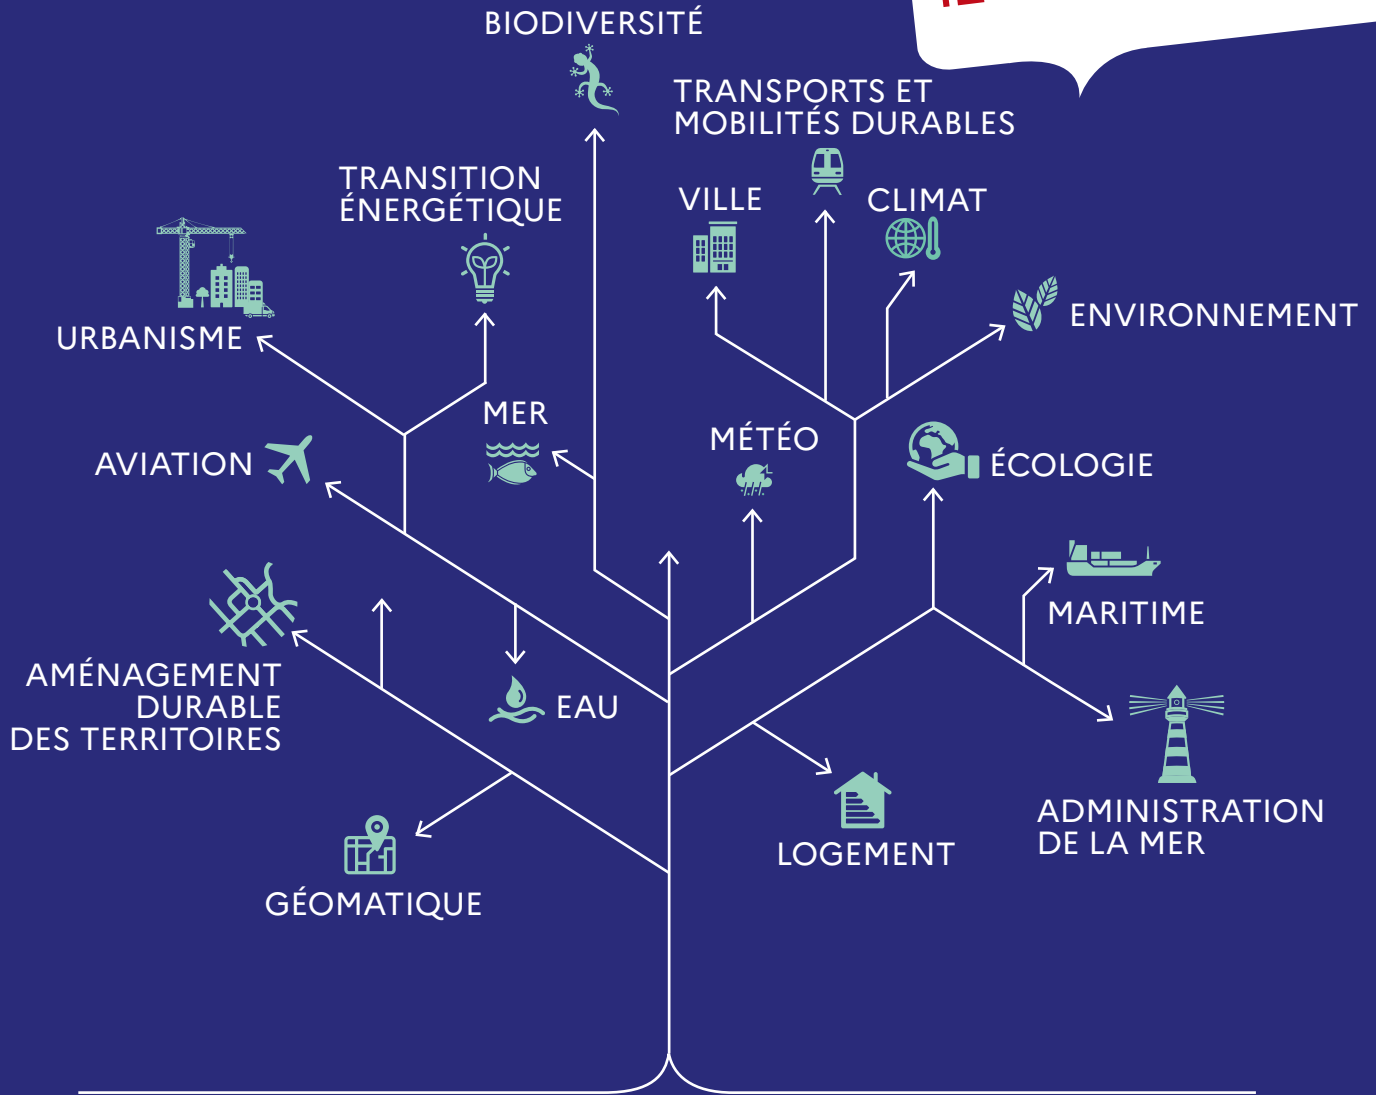 BIODIVERSITÉ
TRANSPORTS ET
MOBILITÉS DURABLES
TRANSITION
ÉNERGÉTIQUE
VILLE
CLIMAT
URBANISME
ENVIRONNEMENT
MER
MÉTÉO
AVIATION
ÉCOLOGIE
MARITIME
AMÉNAGEMENT
DURABLE
DES TERRITOIRES
EAU
ADMINISTRATION
DE LA MER
LOGEMENT
GÉOMATIQUE